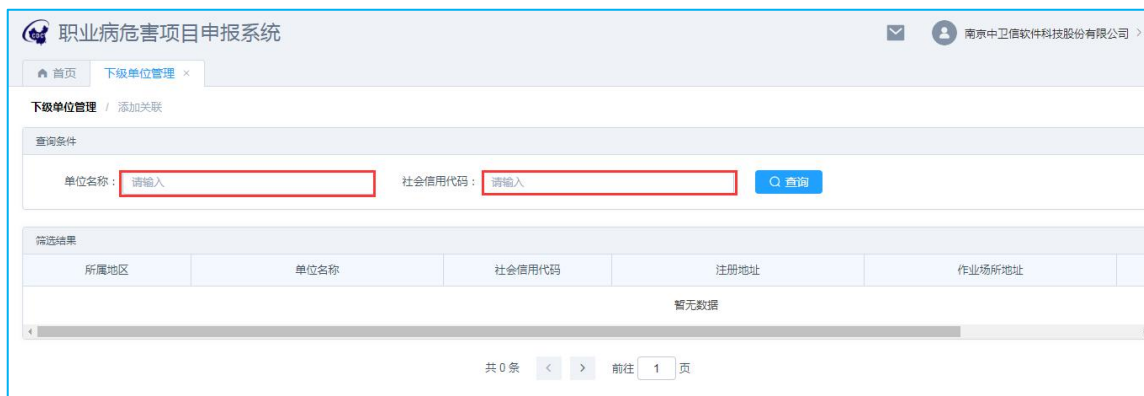 CDC 职业病危害项目申报系统 南京中卫信软件科技股份有限公司 >
首页 下级单位管理 ×
下级单位管理 / 添加关联
查询条件
单位名称： 请输入 社会信用代码： 请输入 查询
筛选结果
所属地区 单位名称 社会信用代码 注册地址 作业场所地址
暂无数据
共 0 条 < > 前往 1 页